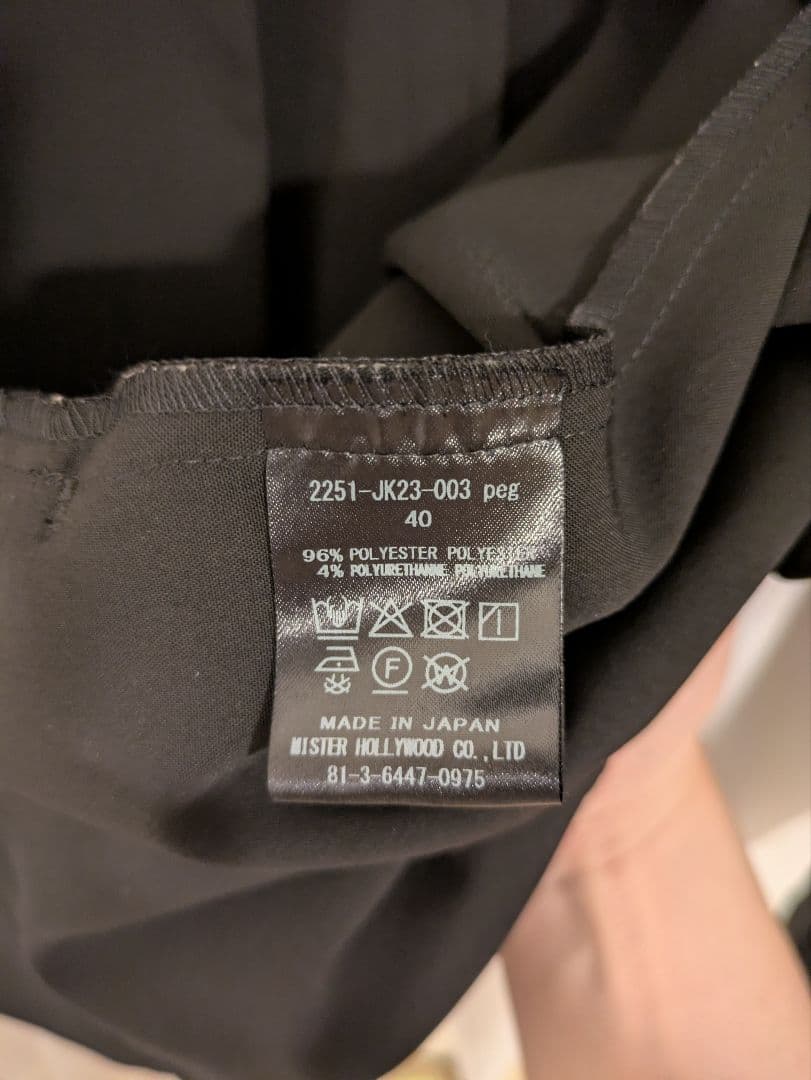 2251-JK23-003 peg
40
96% POLYESTER POLYESTER
4% POLYURETHANNE POLYURETHANE
F
W
MADE IN JAPAN
MISTER HOLLYWOOD CO.,LTD
81-3-6447-0975